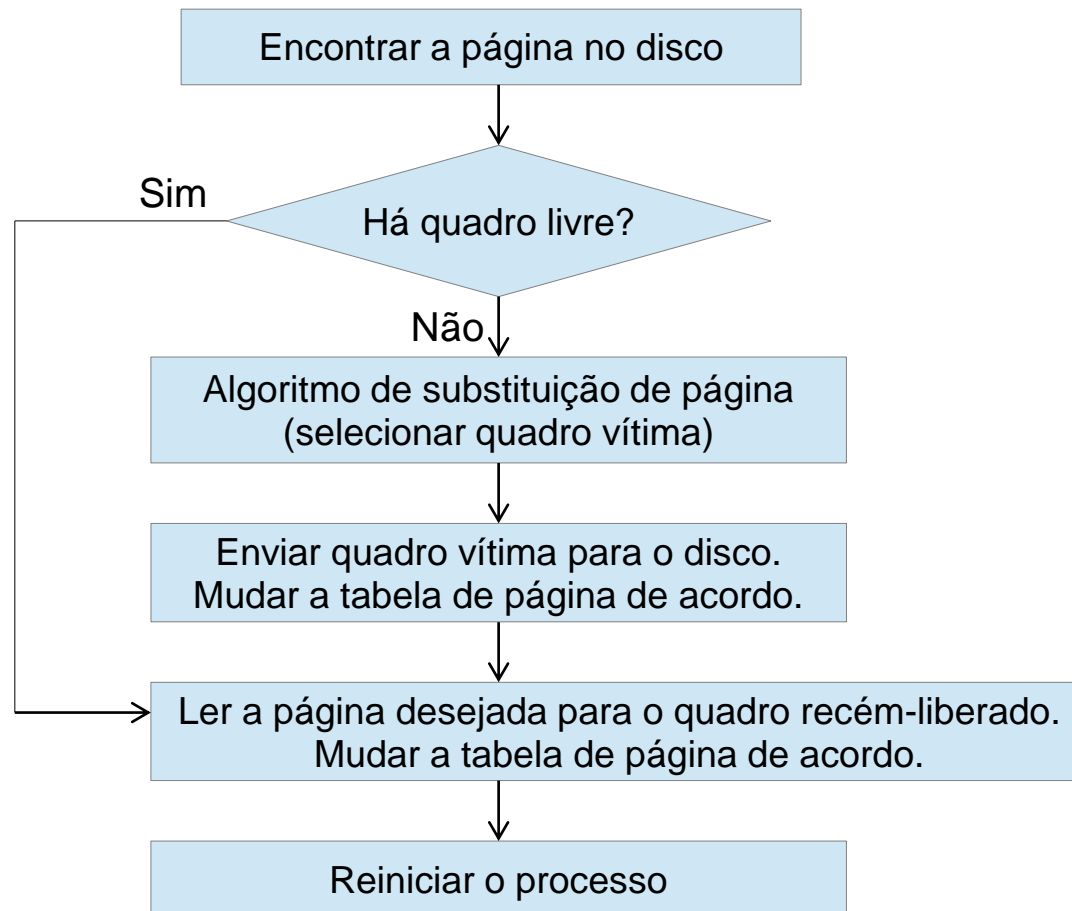 Encontrar a página no disco
Sim
Há quadro livre?
Não
Algoritmo de substituição de página
(selecionar quadro vítima)
Enviar quadro vítima para o disco.
Mudar a tabela de página de acordo.
Ler a página desejada para o quadro recém-liberado.
Mudar a tabela de página de acordo.
Reiniciar o processo